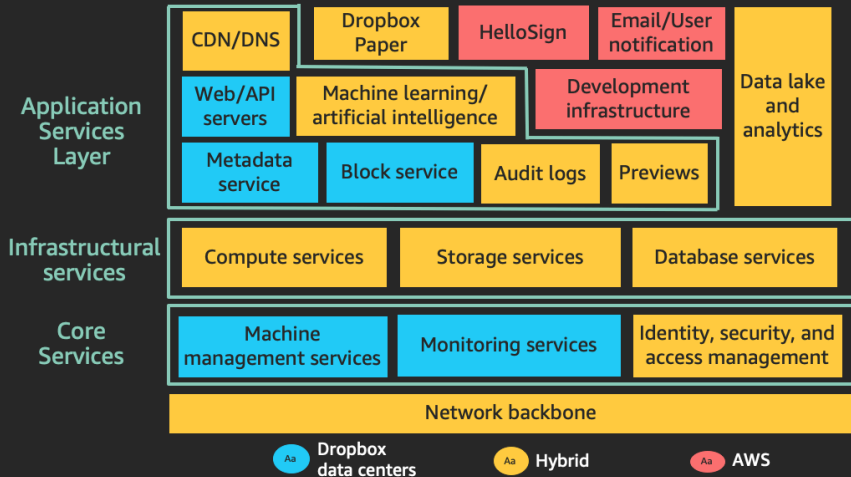 CDN/DNS
Dropbox
Paper
HelloSign
Email/User
notification
Data lake
and
analytics
Application
Services
Layer
Web/API
servers
Machine learning/
artificial intelligence
Development
infrastructure
Metadada
service
Block service
Audit logs
Previews
Infrastructural
services
Compute services
Storage services
Database services
Core
Services
Machine
management services
Monitoring services
Identity, security, and
access management
Network backbone
Aa
Dropbox
data centers
Aa
Hybrid
Aa
AWS